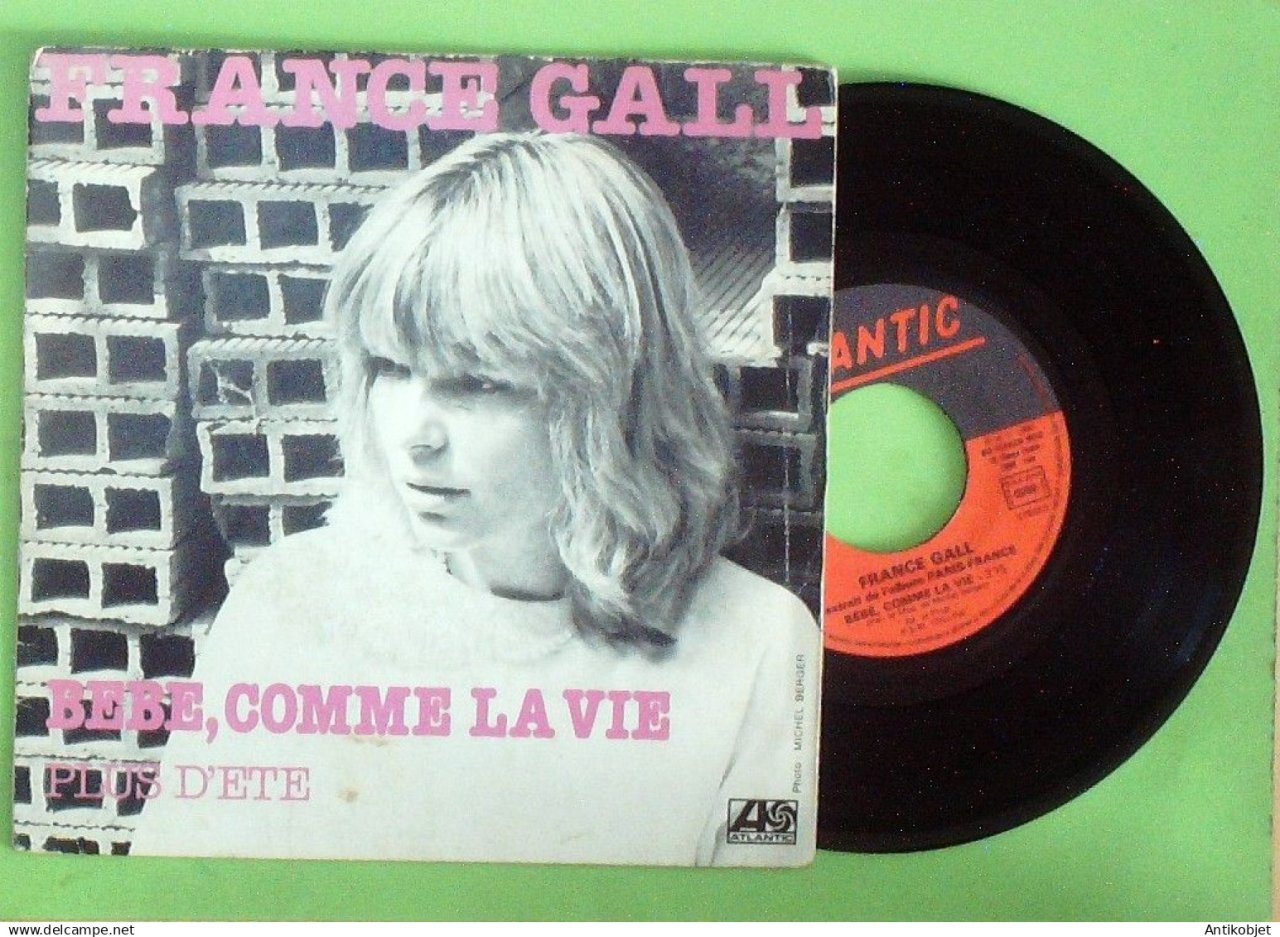 FRANCE GALL
BEBE, COMME LA VIE
PLUS D'ETE
Photo : MICHEL BERGER
ATLANTIC
ANTIC
FRANCE GALL
extrait de l'album PARIS FRANCE
BEBE, COMME LA VIE
www.delcampe.net
Antikobjet